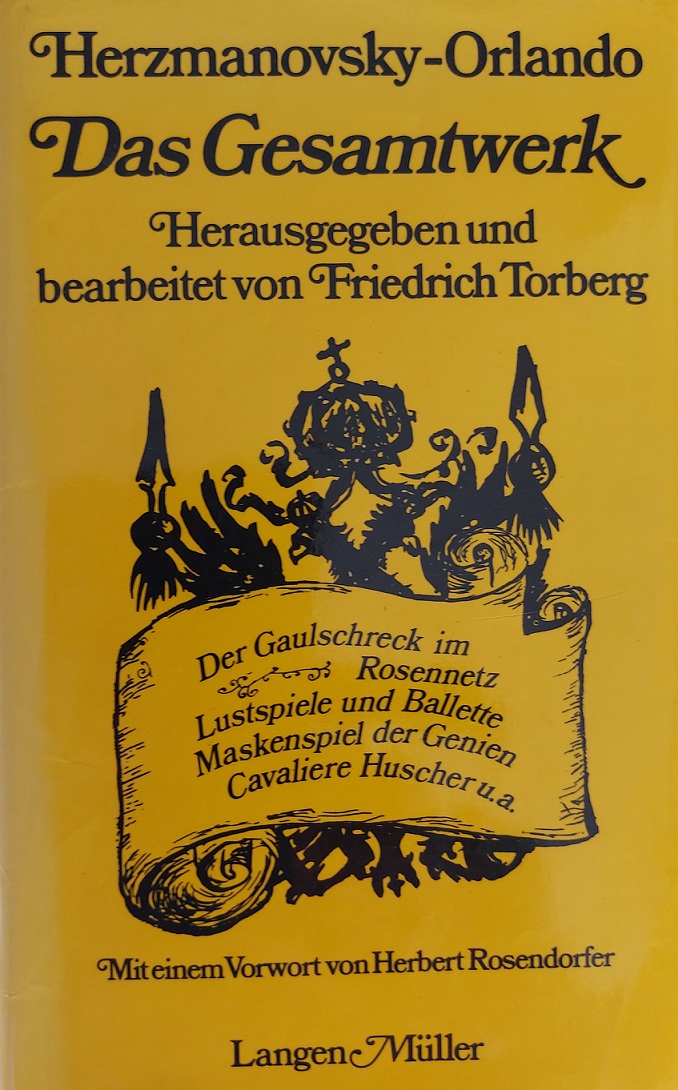 Herzmanovsky-Orlando
Das Gesamtwerk
Herausgegeben und
bearbeitet von Friedrich Torberg
Der Gaulschreck im
Rosennetz
Lustspiele und Ballette
Maskenspiel der Genien
Cavaliere Huscher u.a.
Mit einem Vorwort von Herbert Rosendorfer
Langen Müller